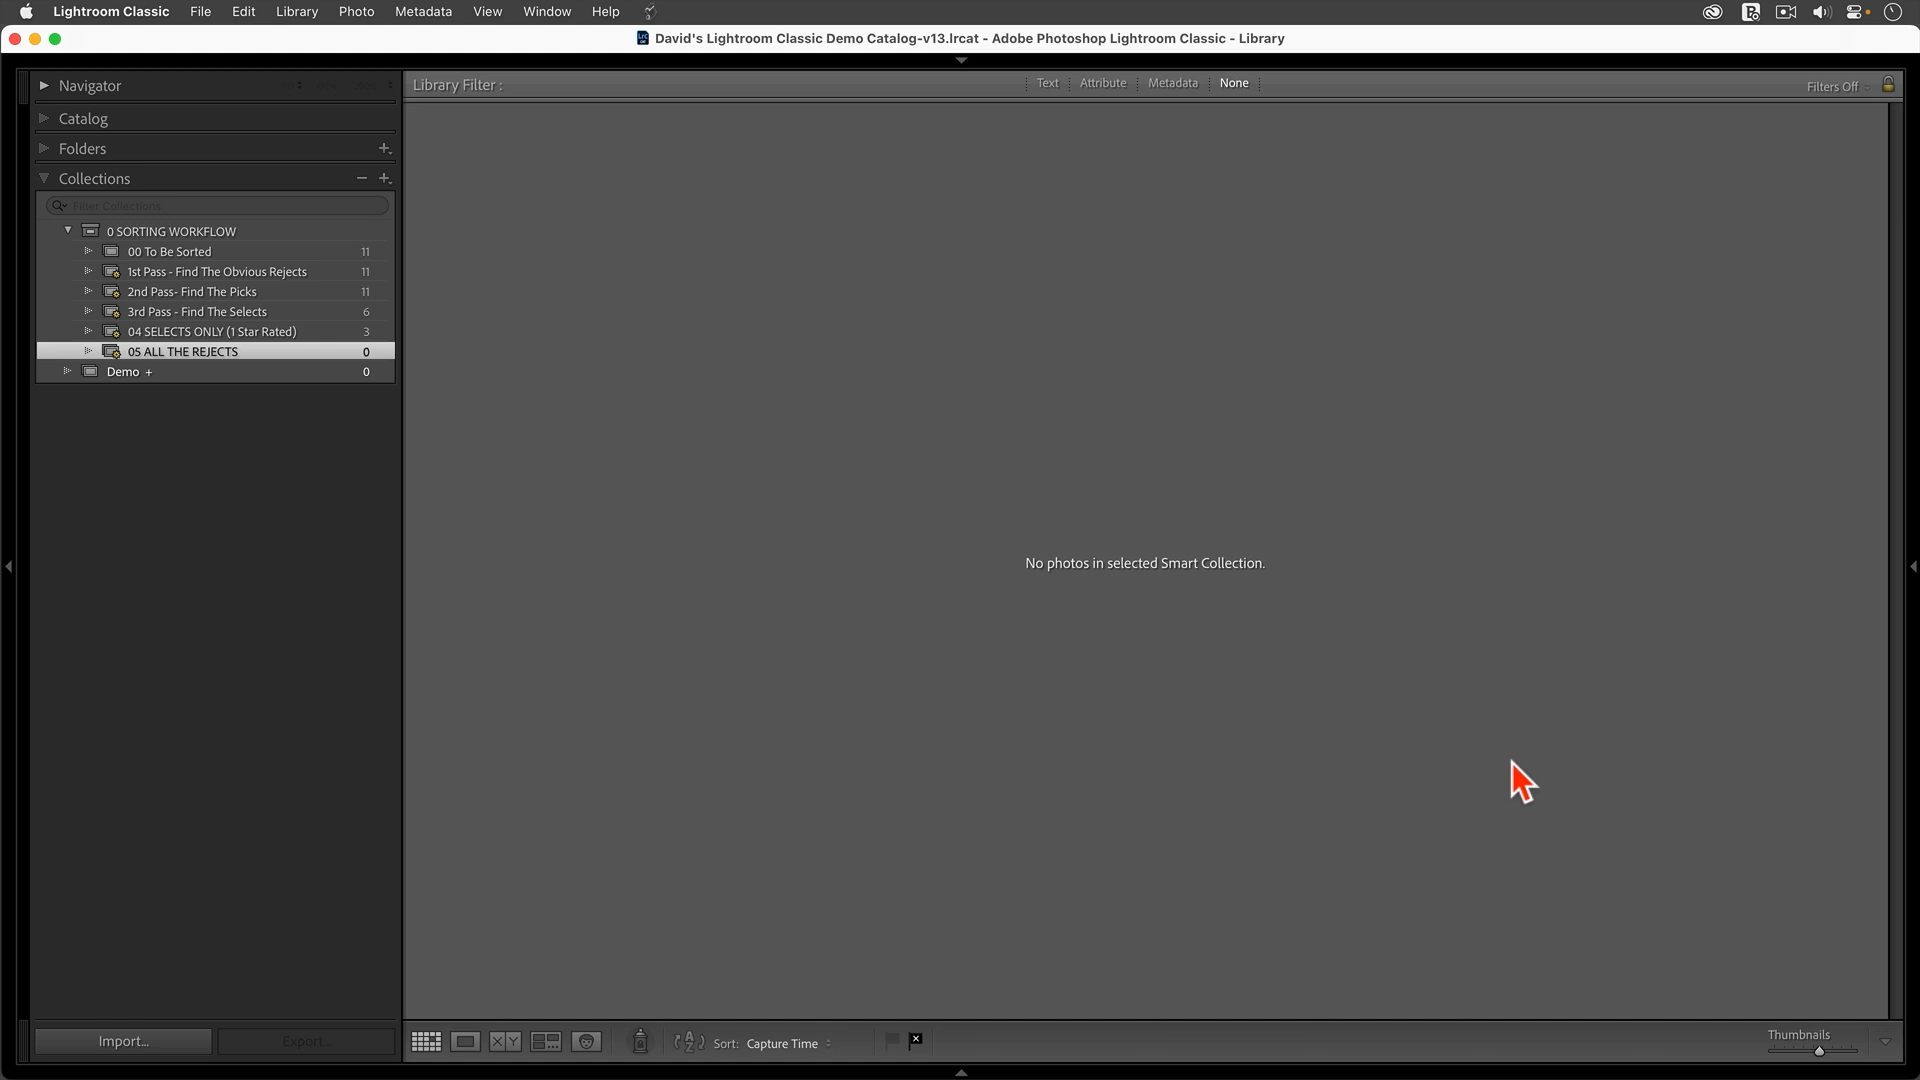 Lightroom Classic File Edit Library Photo Metadata View Window Help
David's Lightroom Classic Demo Catalog-v13.lrcat - Adobe Photoshop Lightroom Classic - Library
Navigator
Library Filter : Text Attribute Metadata None Filters Off
Catalog
Folders
Collections
Filter Collections
0 SORTING WORKFLOW
00 To Be Sorted 11
1st Pass - Find The Obvious Rejects 11
2nd Pass- Find The Picks 11
3rd Pass - Find The Selects 6
04 SELECTS ONLY (1 Star Rated) 3
05 ALL THE REJECTS 0
Demo + 0
No photos in selected Smart Collection.
Import... Export... XY Sort: Capture Time Thumbnails